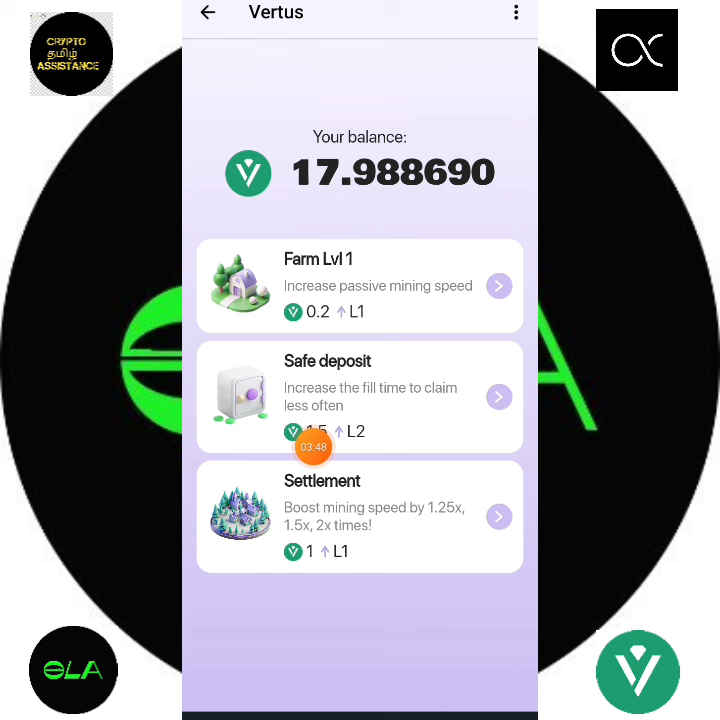 Vertus
CRYPTO
தமிழ்
ASSISTANCE
Your balance:
17.988690
Farm Lvl 1
Increase passive mining speed
0.2 ↑ L1
Safe deposit
Increase the fill time to claim
less often
↑ L2
03:48
Settlement
Boost mining speed by 1.25x,
1.5x, 2x times!
1 ↑ L1
OLA